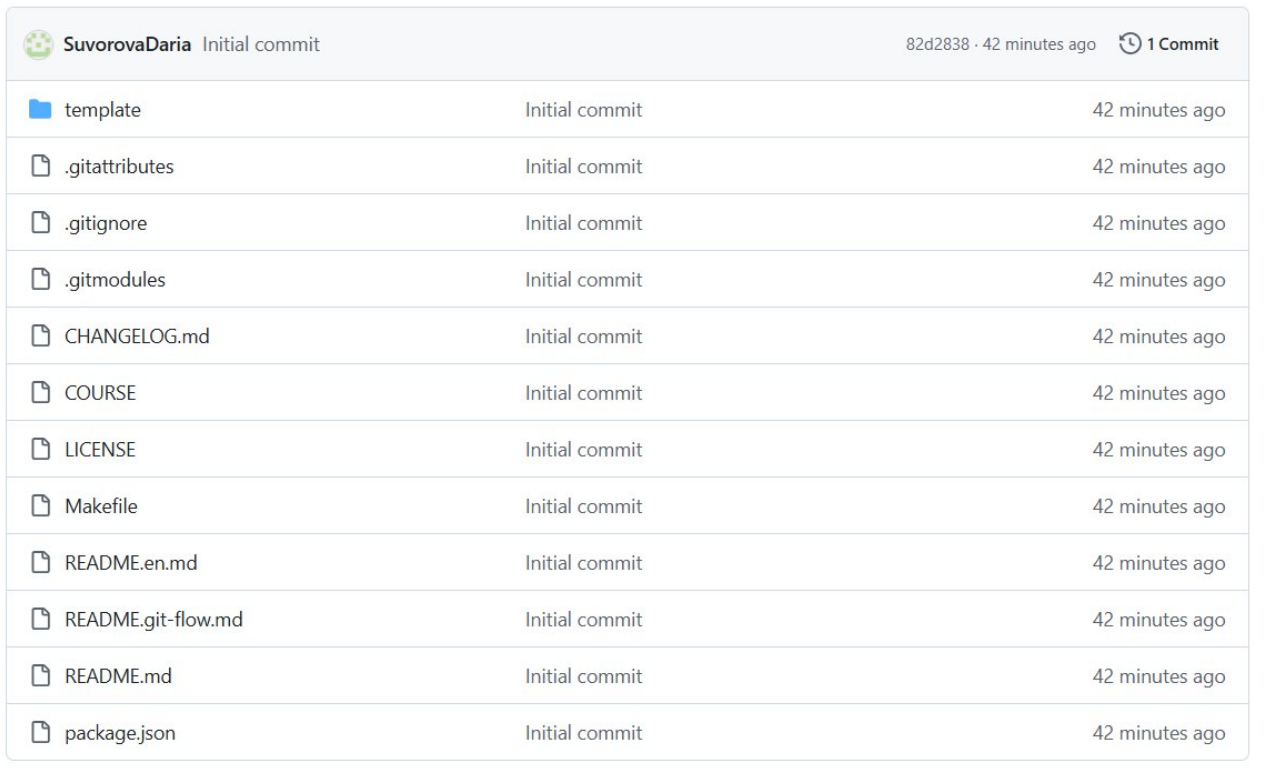 SuvorovaDaria Initial commit 82d2838 · 42 minutes ago 1 Commit
template Initial commit 42 minutes ago
.gitattributes Initial commit 42 minutes ago
.gitignore Initial commit 42 minutes ago
.gitmodules Initial commit 42 minutes ago
CHANGELOG.md Initial commit 42 minutes ago
COURSE Initial commit 42 minutes ago
LICENSE Initial commit 42 minutes ago
Makefile Initial commit 42 minutes ago
README.en.md Initial commit 42 minutes ago
README.git-flow.md Initial commit 42 minutes ago
README.md Initial commit 42 minutes ago
package.json Initial commit 42 minutes ago